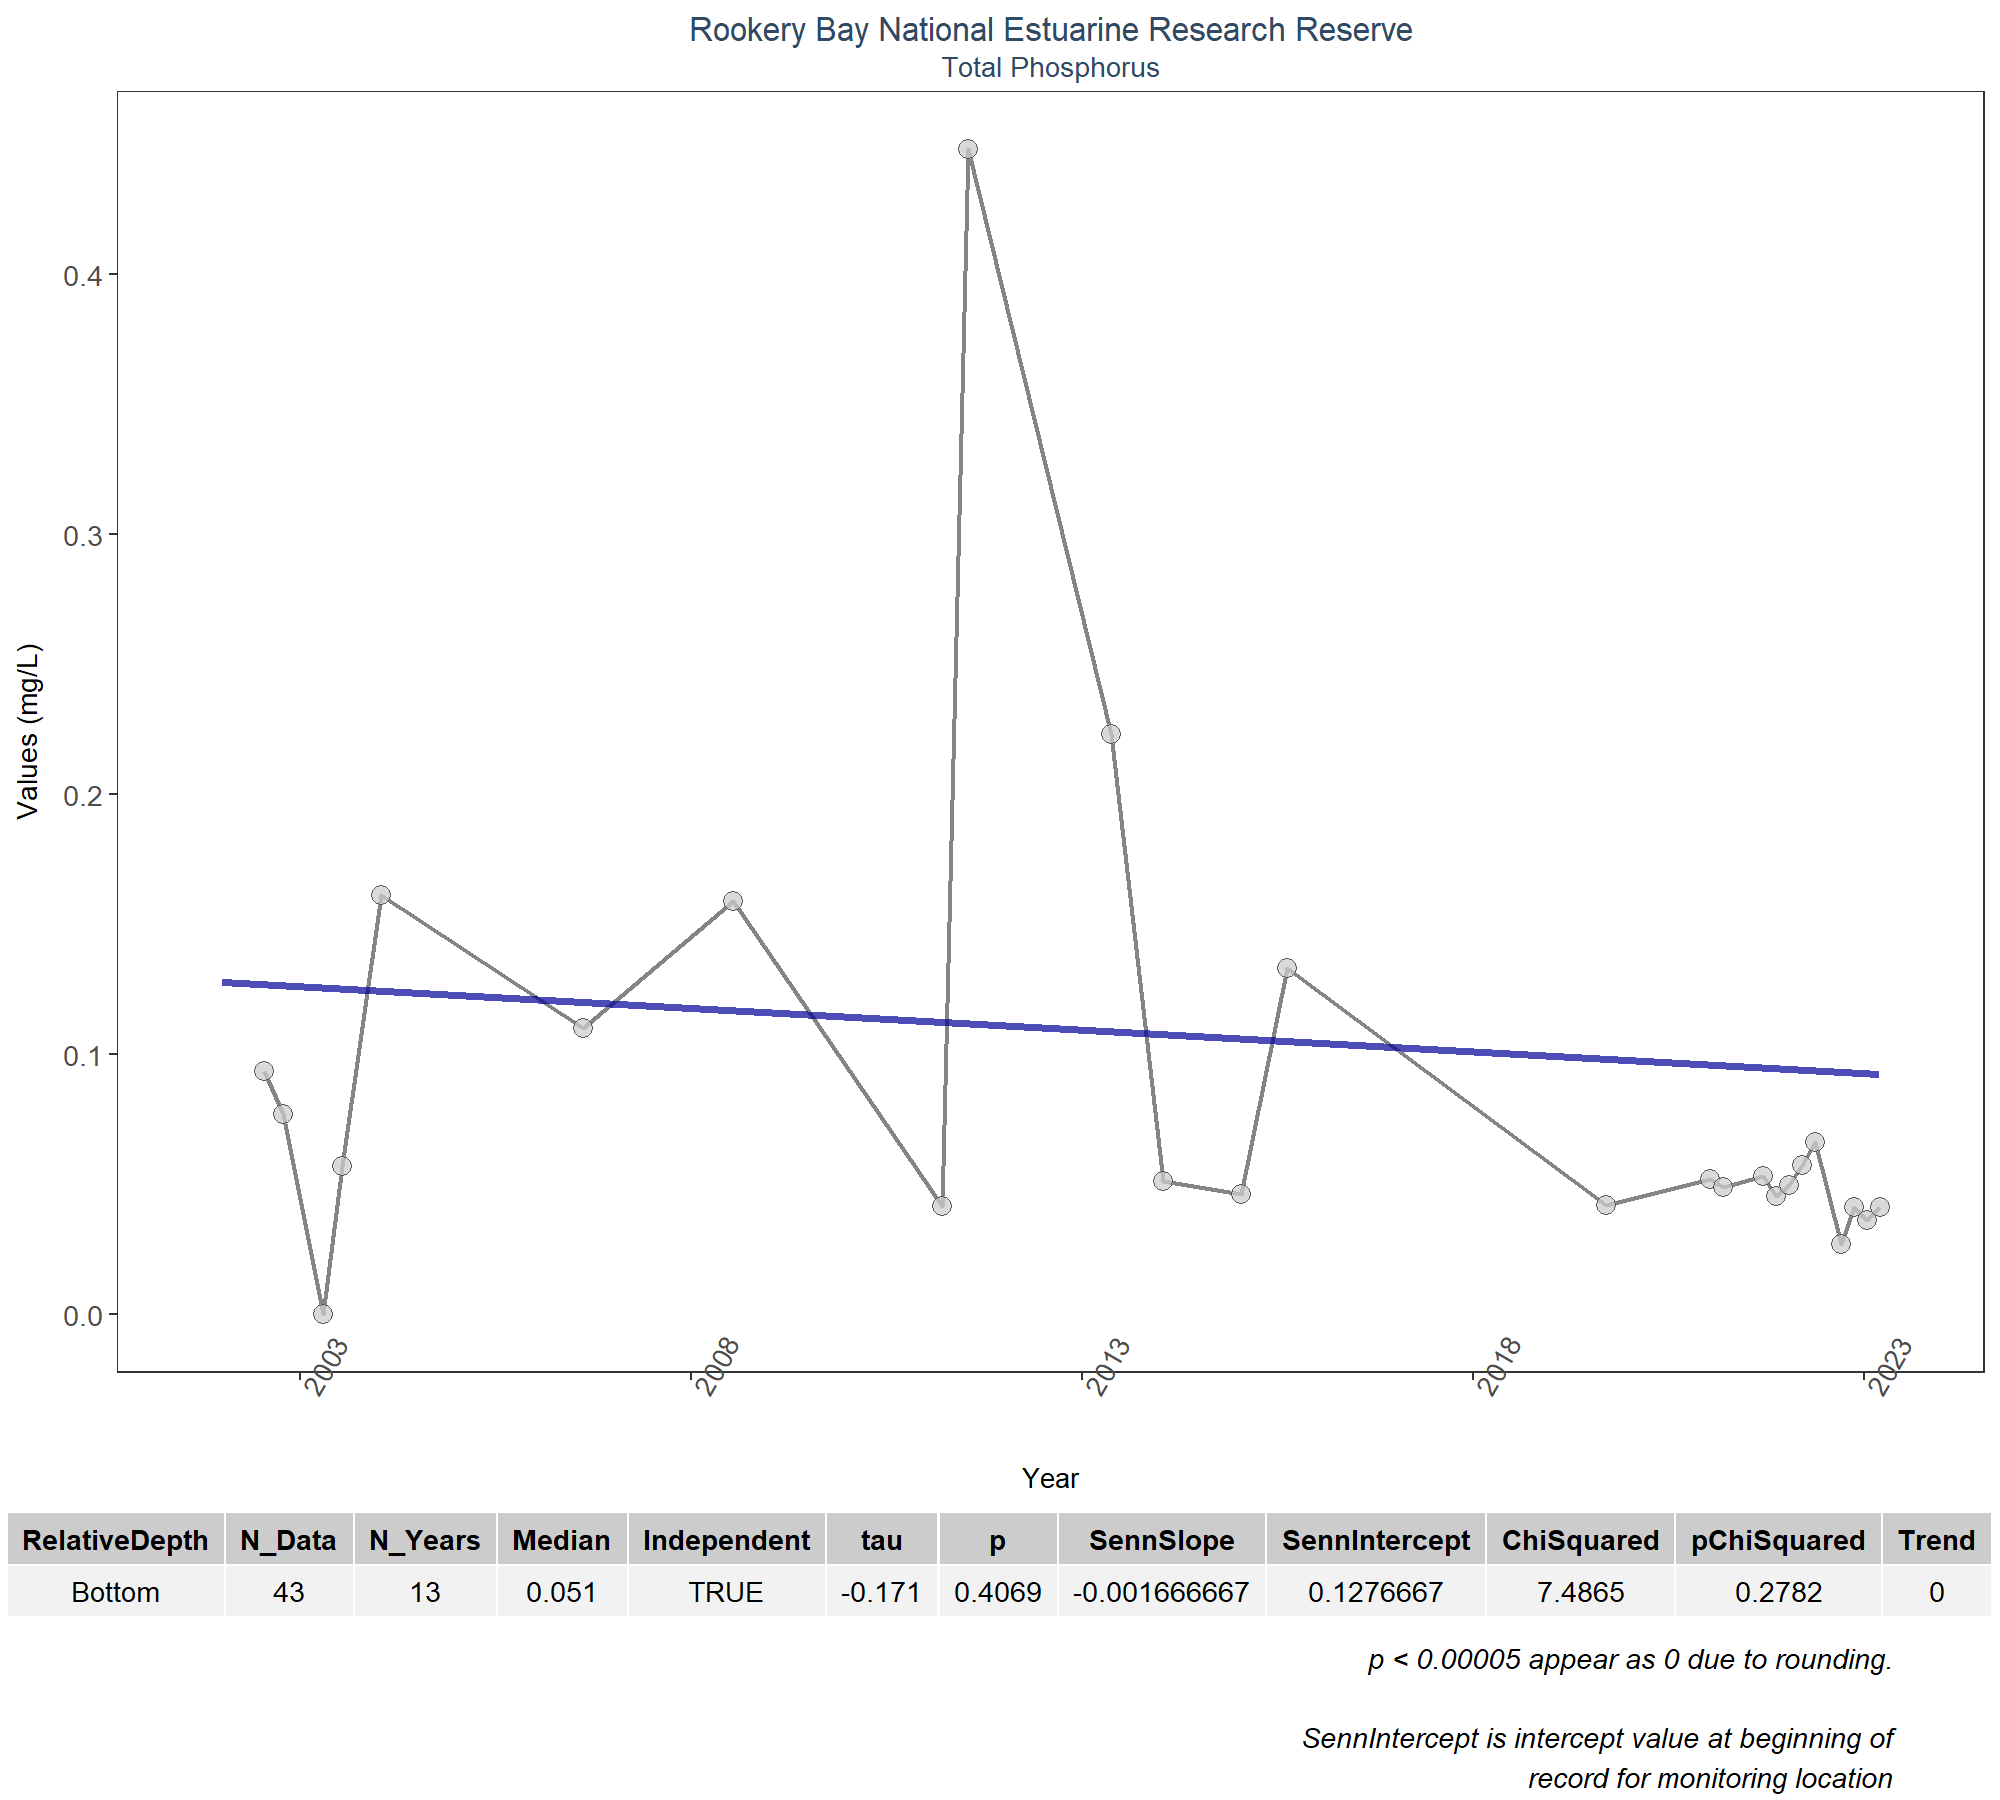 Rookery Bay National Estuarine Research Reserve
Total Phosphorus
Values (mg/L)
0.4
0.3
0.2
0.1
0.0
2003 2008 2013 2018 2023
Year
RelativeDepth N_Data N_Years Median Independent tau p SennSlope SennIntercept ChiSquared pChiSquared Trend
Bottom 43 13 0.051 TRUE -0.171 0.4069 -0.001666667 0.1276667 7.4865 0.2782 0
p < 0.00005 appear as 0 due to rounding.
SennIntercept is intercept value at beginning of
record for monitoring location